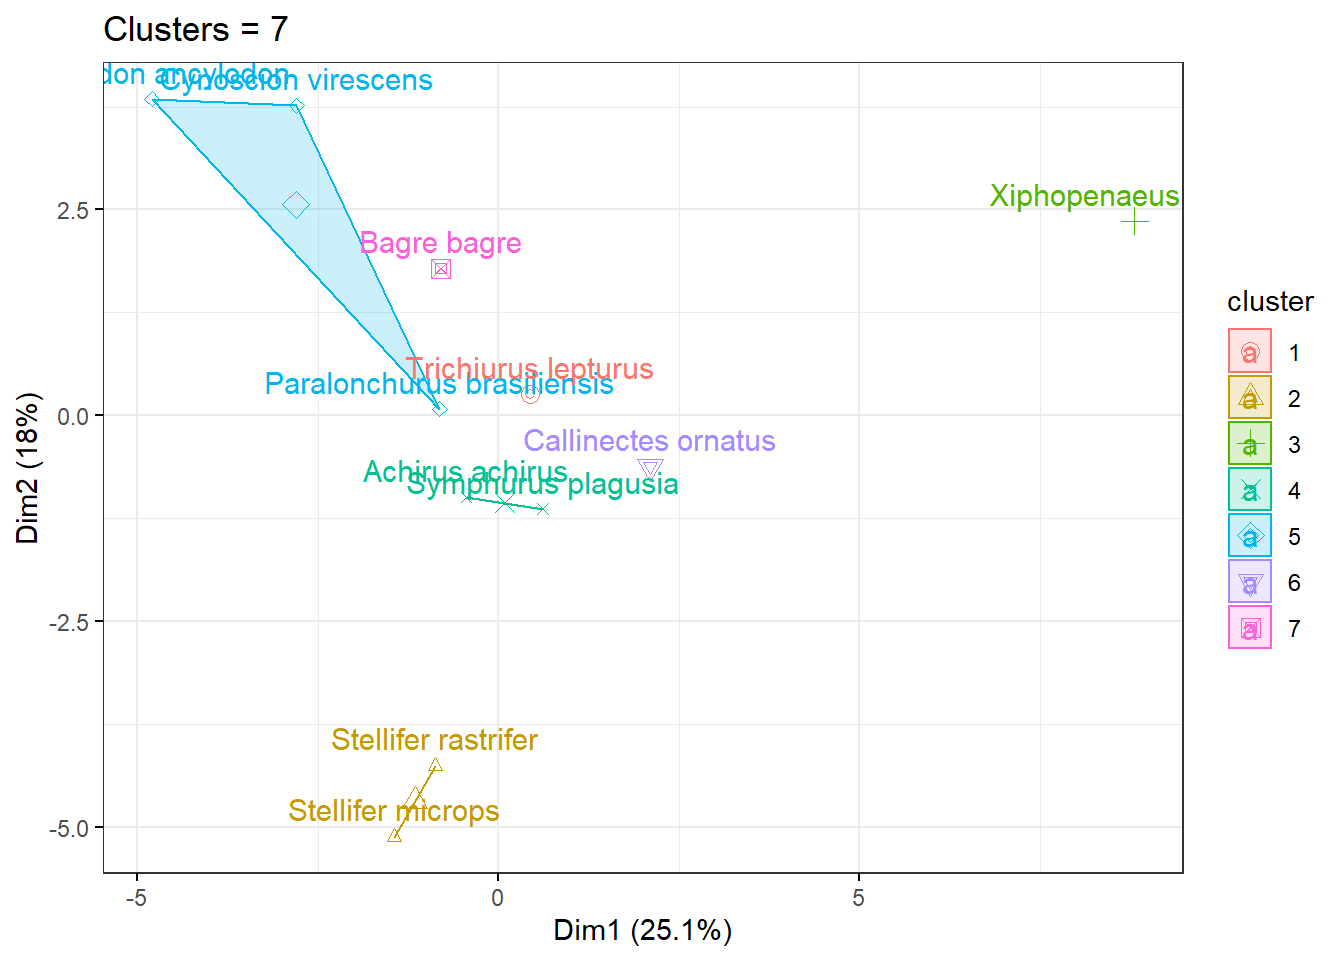 Clusters = 7
don ancylodon
Cynoscion virescens
Xiphopenaeus
Bagre bagre
Trichiurus lepturus
Paralonchurus brasiliensis
Callinectes ornatus
Achirus achirus
Symphurus plagusia
Stellifer rastrifer
Stellifer microps
2.5
0.0
-2.5
-5.0
-5
0
5
Dim1 (25.1%)
Dim2 (18%)
cluster
a 1
a 2
a 3
a 4
a 5
a 6
a 7